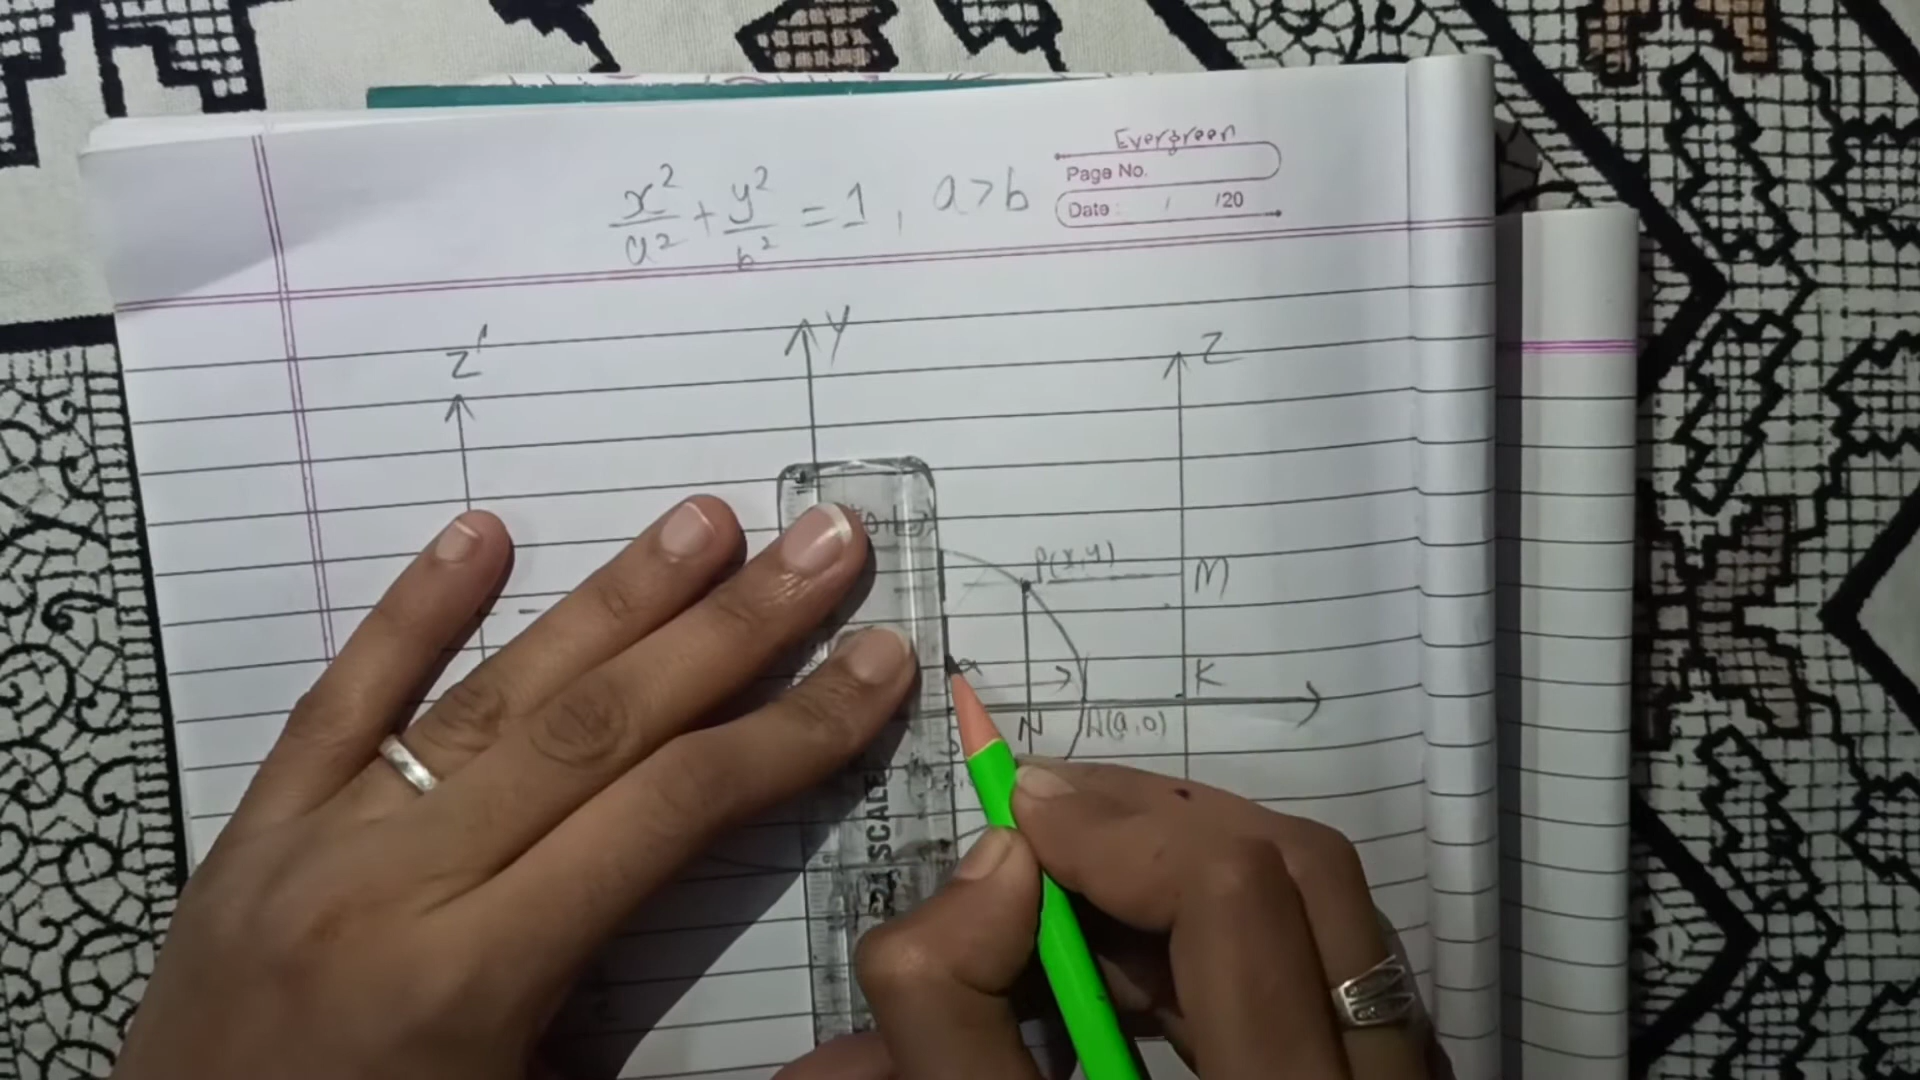 Evergreen
Page No.
Date : / /20
x²/a² + y²/b² = 1, a>b
Y
Z
Z'
P(x,y)
M
a
K
N
A(a,0)
SCALE